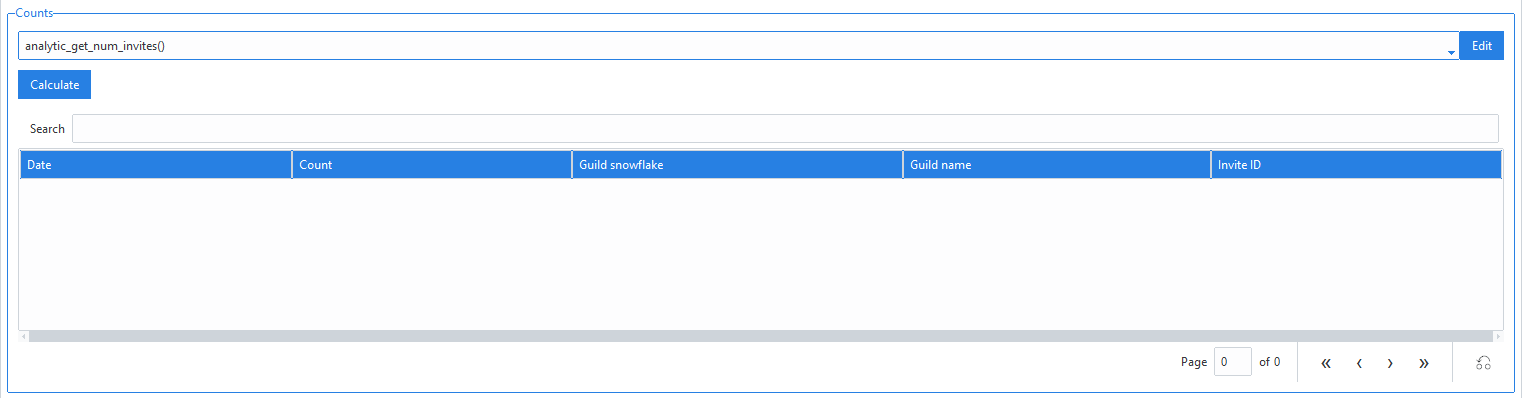 Counts
analytic_get_num_invites()
Edit
Calculate
Search
Date Count Guild snowflake Guild name Invite ID
Page 0 of 0 « ‹ › »